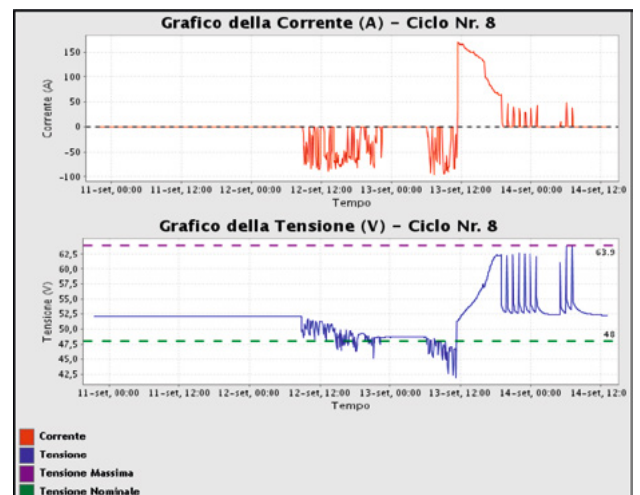 Grafico della Corrente (A) – Ciclo Nr. 8
Corrente (A)
150
100
50
0
-50
-100
11-set, 00:00 11-set, 12:00 12-set, 00:00 12-set, 12:00 13-set, 00:00 13-set, 12:00 14-set, 00:00 14-set, 12:0
Tempo
Grafico della Tensione (V) – Ciclo Nr. 8
Tensione (V)
62,5
60,0
57,5
55,0
52,5
50,0
47,5
45,0
42,5
63.9
48
11-set, 00:00 11-set, 12:00 12-set, 00:00 12-set, 12:00 13-set, 00:00 13-set, 12:00 14-set, 00:00 14-set, 12:0
Tempo
Corrente
Tensione
Tensione Massima
Tensione Nominale